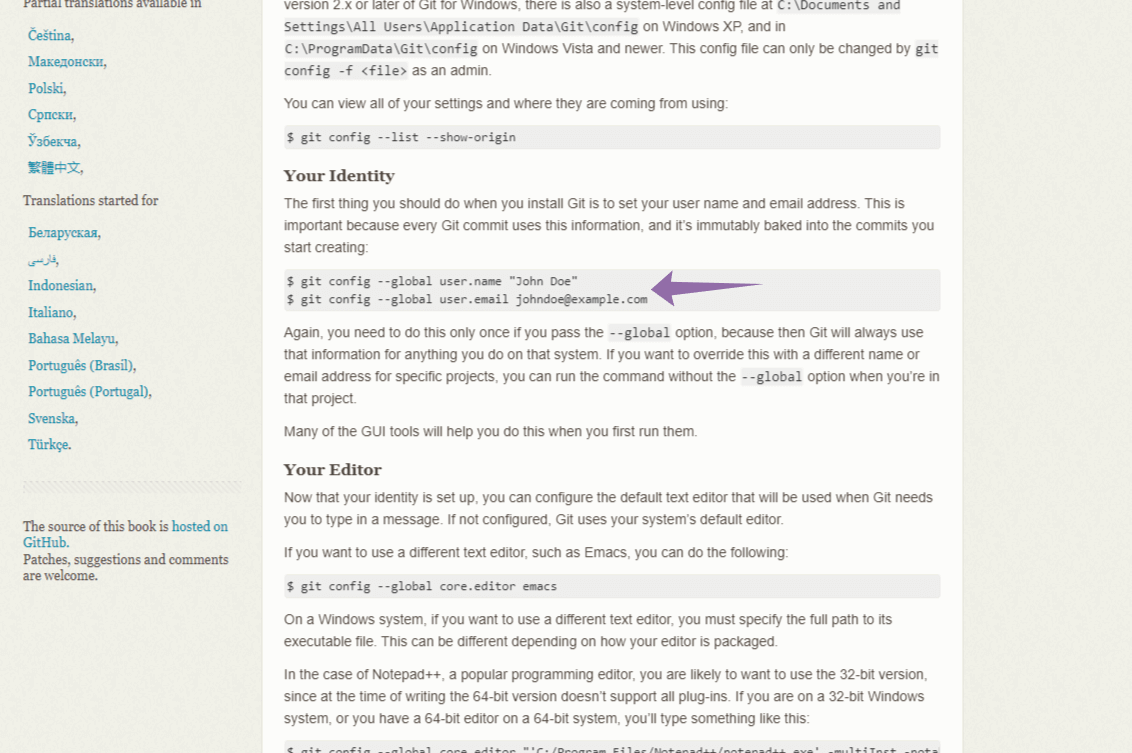 Partial translations available in
Čeština,
Македонски,
Polski,
Српски,
Ўзбекча,
繁體中文,
Translations started for
Беларуская,
فارسی,
Indonesian,
Italiano,
Bahasa Melayu,
Português (Brasil),
Português (Portugal),
Svenska,
Türkçe.
The source of this book is hosted on
GitHub.
Patches, suggestions and comments
are welcome.
version 2.x or later of Git for Windows, there is also a system-level config file at C:\Documents and
Settings\All Users\Application Data\Git\config on Windows XP, and in
C:\ProgramData\Git\config on Windows Vista and newer. This config file can only be changed by git
config -f <file> as an admin.
You can view all of your settings and where they are coming from using:
$ git config --list --show-origin
Your Identity
The first thing you should do when you install Git is to set your user name and email address. This is
important because every Git commit uses this information, and it’s immutably baked into the commits you
start creating:
$ git config --global user.name "John Doe"
$ git config --global user.email johndoe@example.com
Again, you need to do this only once if you pass the --global option, because then Git will always use
that information for anything you do on that system. If you want to override this with a different name or
email address for specific projects, you can run the command without the --global option when you’re in
that project.
Many of the GUI tools will help you do this when you first run them.
Your Editor
Now that your identity is set up, you can configure the default text editor that will be used when Git needs
you to type in a message. If not configured, Git uses your system’s default editor.
If you want to use a different text editor, such as Emacs, you can do the following:
$ git config --global core.editor emacs
On a Windows system, if you want to use a different text editor, you must specify the full path to its
executable file. This can be different depending on how your editor is packaged.
In the case of Notepad++, a popular programming editor, you are likely to want to use the 32-bit version,
since at the time of writing the 64-bit version doesn’t support all plug-ins. If you are on a 32-bit Windows
system, or you have a 64-bit editor on a 64-bit system, you’ll type something like this:
$ git config --global core.editor "'C:/Program Files/Notepad++/notepad++.exe' -multiInst -nota